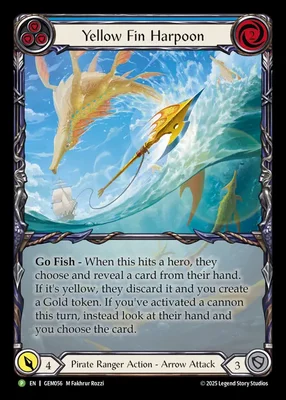 Yellow Fin Harpoon
Go Fish - When this hits a hero, they
choose and reveal a card from their hand.
If it's yellow, they discard it and you create
a Gold token. If you've activated a cannon
this turn, instead look at their hand and
you choose the card.
4
Pirate Ranger Action - Arrow Attack
3
P EN | GEM056 M Fakhrur Rozzi
© 2025 Legend Story Studios